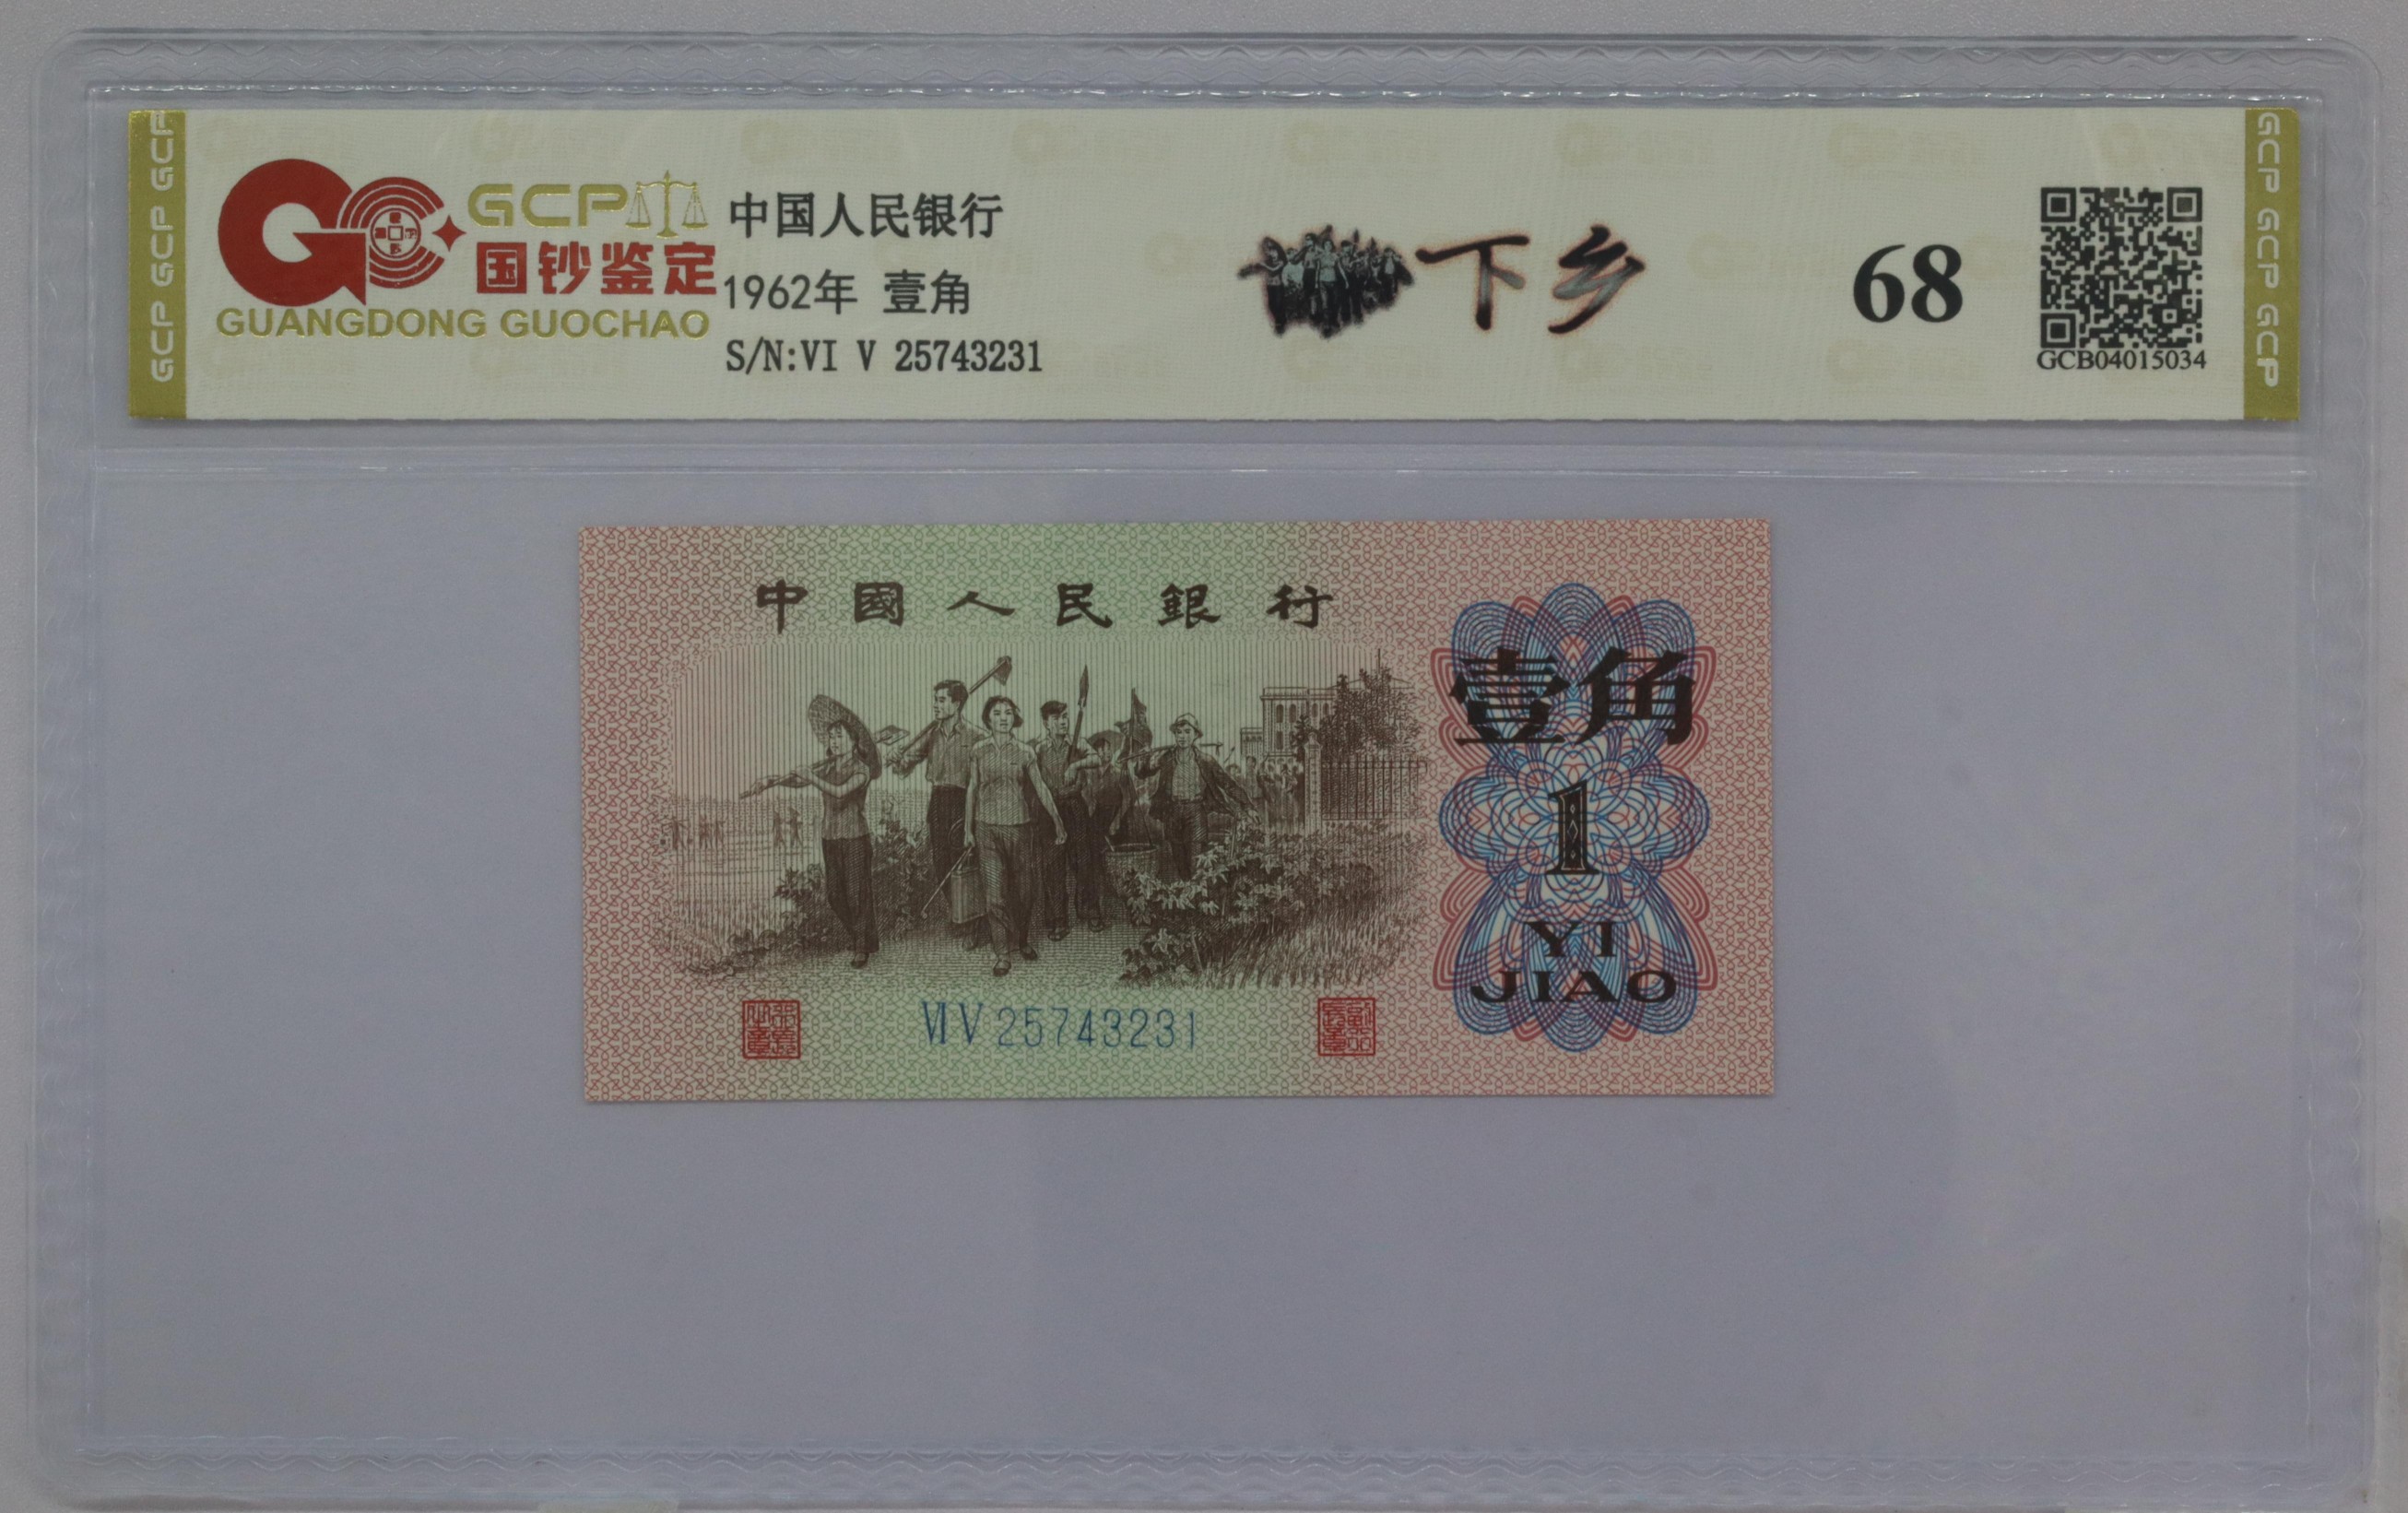 GCP GCP GCP
GCP
国钞鉴定
GUANGDONG GUOCHAO
中国人民银行
1962年 壹角
S/N:VI V 25743231
下乡
68
GCB04015034
GCP GCP GCP
中國人民銀行
壹角
1
YI
JIAO
VI V 25743231